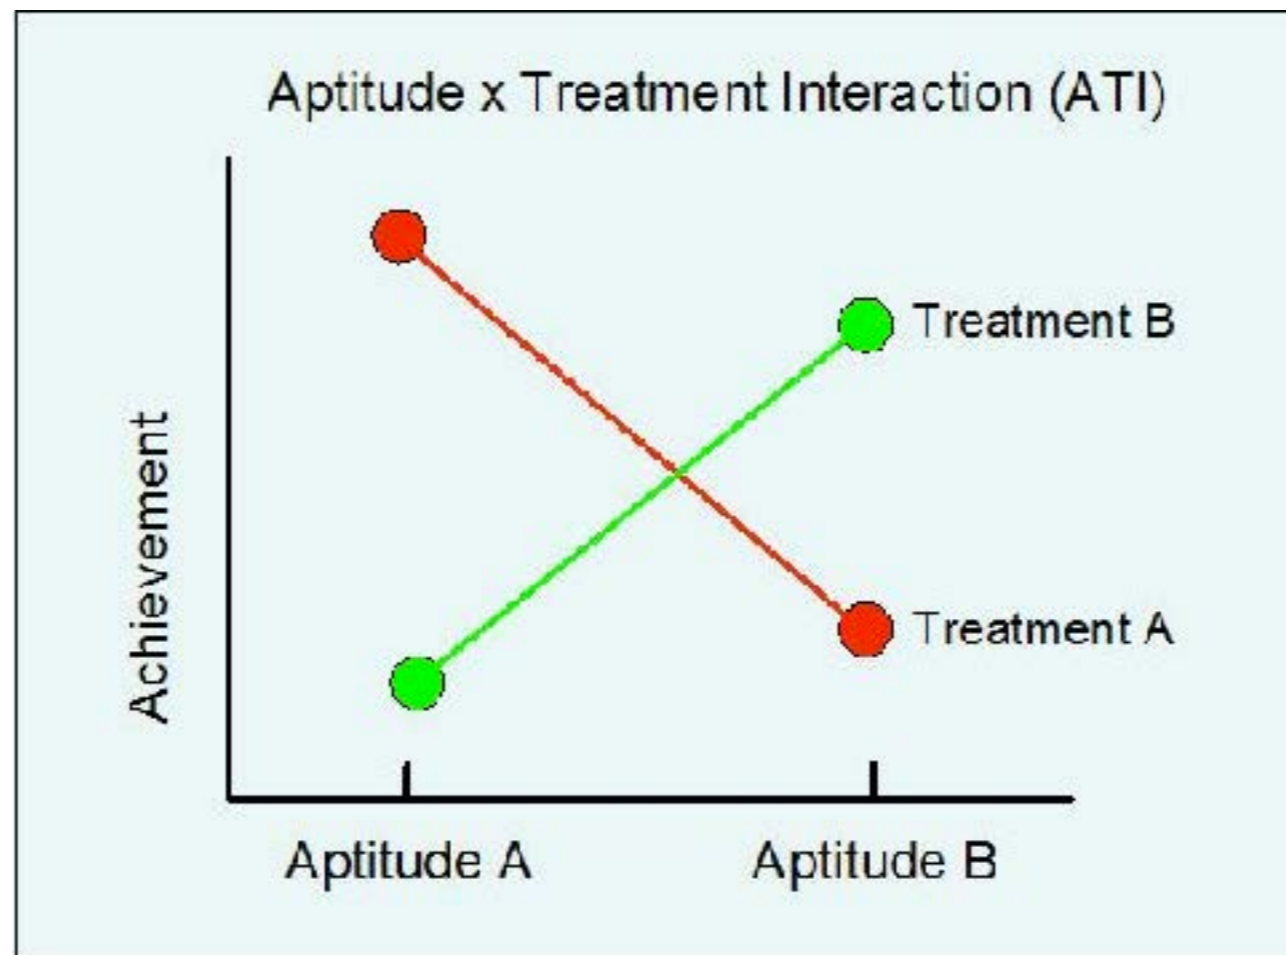 Aptitude x Treatment Interaction (ATI)
Treatment B
Achievement
Treatment A
Aptitude A
Aptitude B